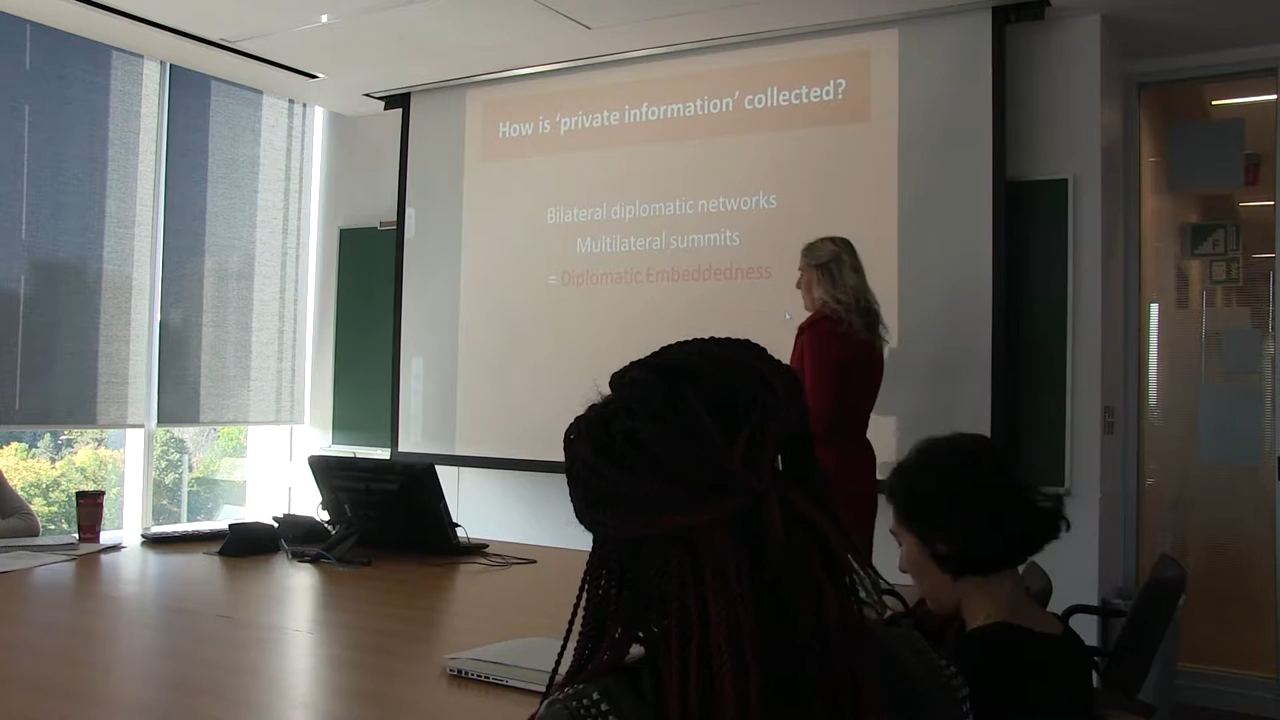 How is ‘private information’ collected?
Bilateral diplomatic networks
Multilateral summits
= Diplomatic Embeddedness